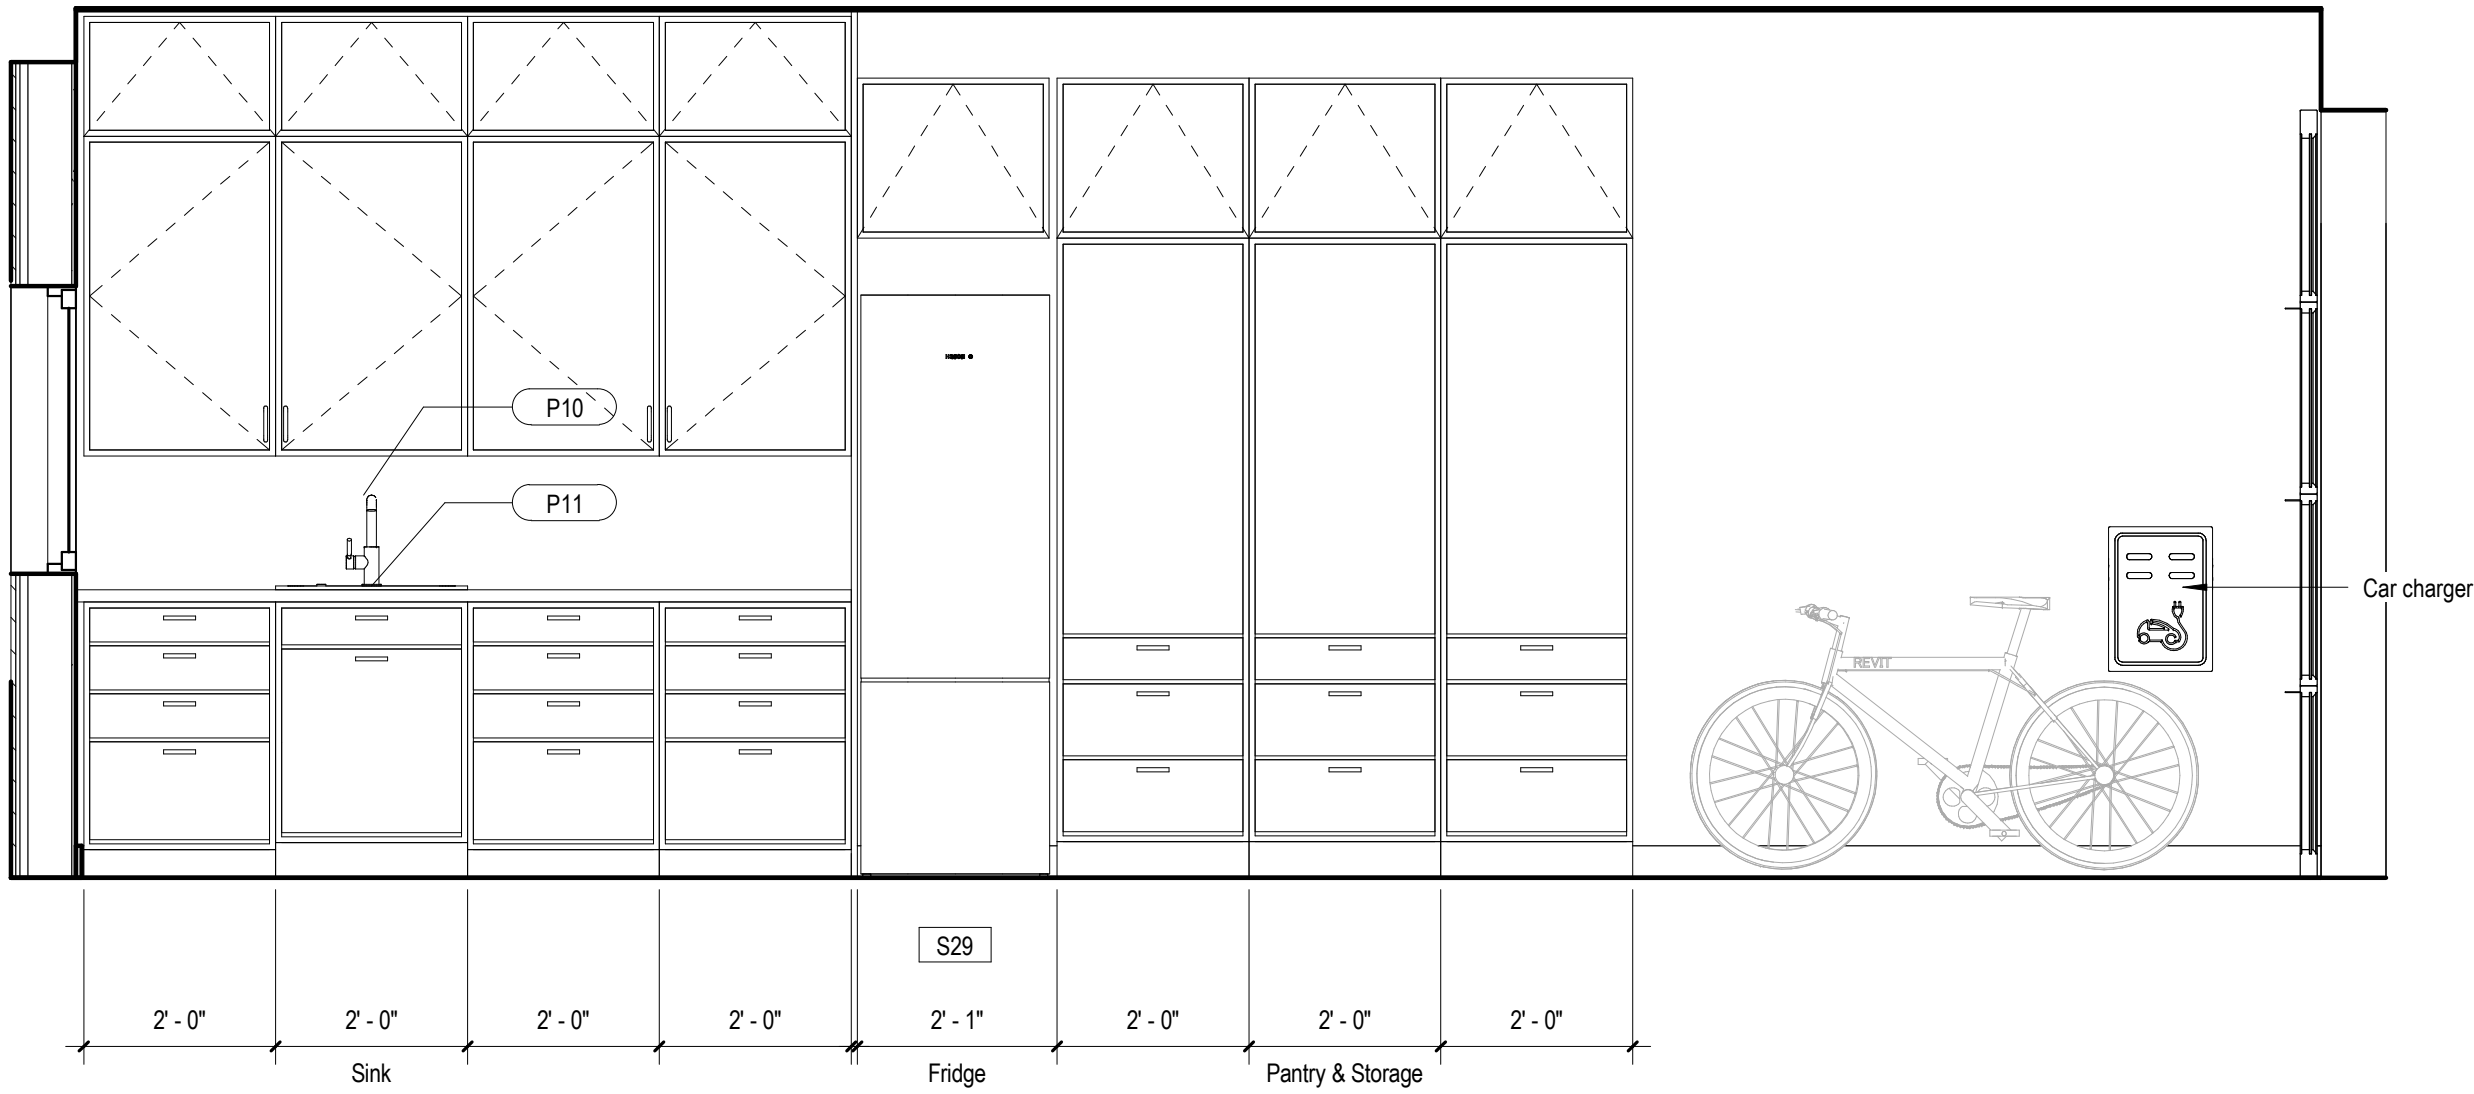 P10
P11
Car charger
REVIT
S29
2' - 0" 2' - 0" 2' - 0" 2' - 0" 2' - 1" 2' - 0" 2' - 0" 2' - 0"
Sink Fridge Pantry & Storage